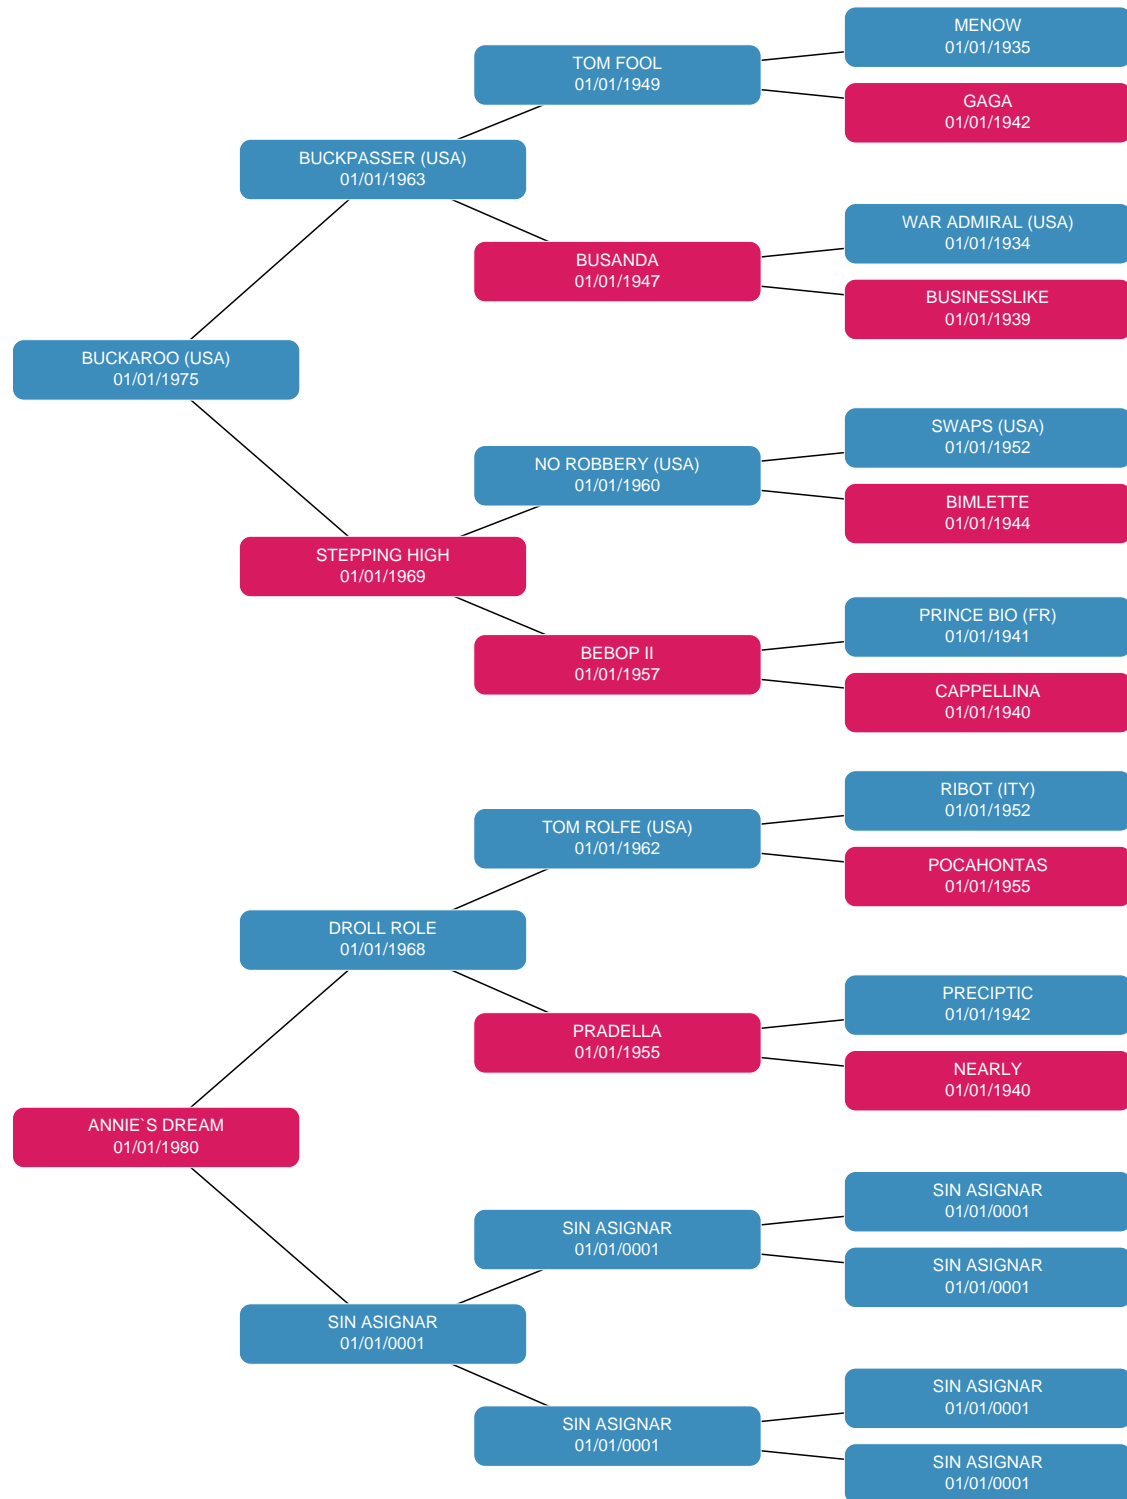 MENOW
01/01/1935
TOM FOOL
01/01/1949
GAGA
01/01/1942
BUCKPASSER (USA)
01/01/1963
WAR ADMIRAL (USA)
01/01/1934
BUSANDA
01/01/1947
BUSINESSLIKE
01/01/1939
BUCKAROO (USA)
01/01/1975
SWAPS (USA)
01/01/1952
NO ROBBERY (USA)
01/01/1960
BIMLETTE
01/01/1944
STEPPING HIGH
01/01/1969
PRINCE BIO (FR)
01/01/1941
BEBOP II
01/01/1957
CAPPELLINA
01/01/1940
RIBOT (ITY)
01/01/1952
TOM ROLFE (USA)
01/01/1962
POCAHONTAS
01/01/1955
DROLL ROLE
01/01/1968
PRECIPTIC
01/01/1942
PRADELLA
01/01/1955
NEARLY
01/01/1940
ANNIE`S DREAM
01/01/1980
SIN ASIGNAR
01/01/0001
SIN ASIGNAR
01/01/0001
SIN ASIGNAR
01/01/0001
SIN ASIGNAR
01/01/0001
SIN ASIGNAR
01/01/0001
SIN ASIGNAR
01/01/0001
SIN ASIGNAR
01/01/0001